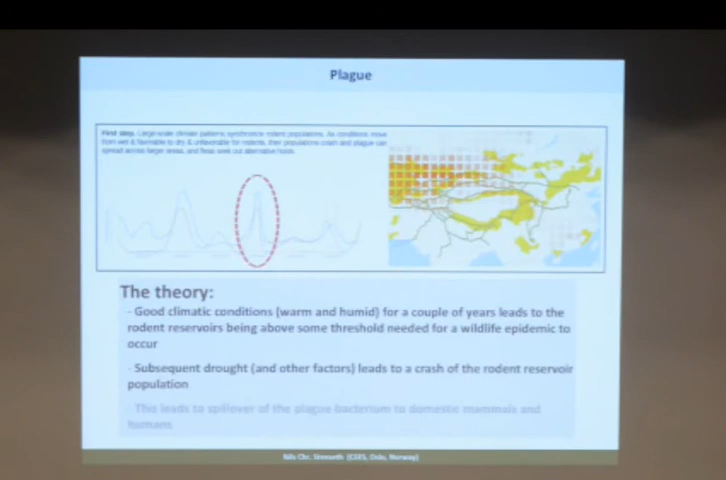 Plague
First step. Large-scale climate patterns synchronize rodent populations. As conditions move
from wet & favorable to dry & unfavorable for rodents, their populations crash and plague can
spread across larger areas, and fleas seek out alternative hosts.
The theory:
- Good climatic conditions (warm and humid) for a couple of years leads to the
rodent reservoirs being above some threshold needed for a wildlife epidemic to
occur
- Subsequent drought (and other factors) leads to a crash of the rodent reservoir
population
- This leads to spillover of the plague bacterium to domestic mammals and
humans
Nils Chr. Stenseth (CEES, Oslo, Norway)